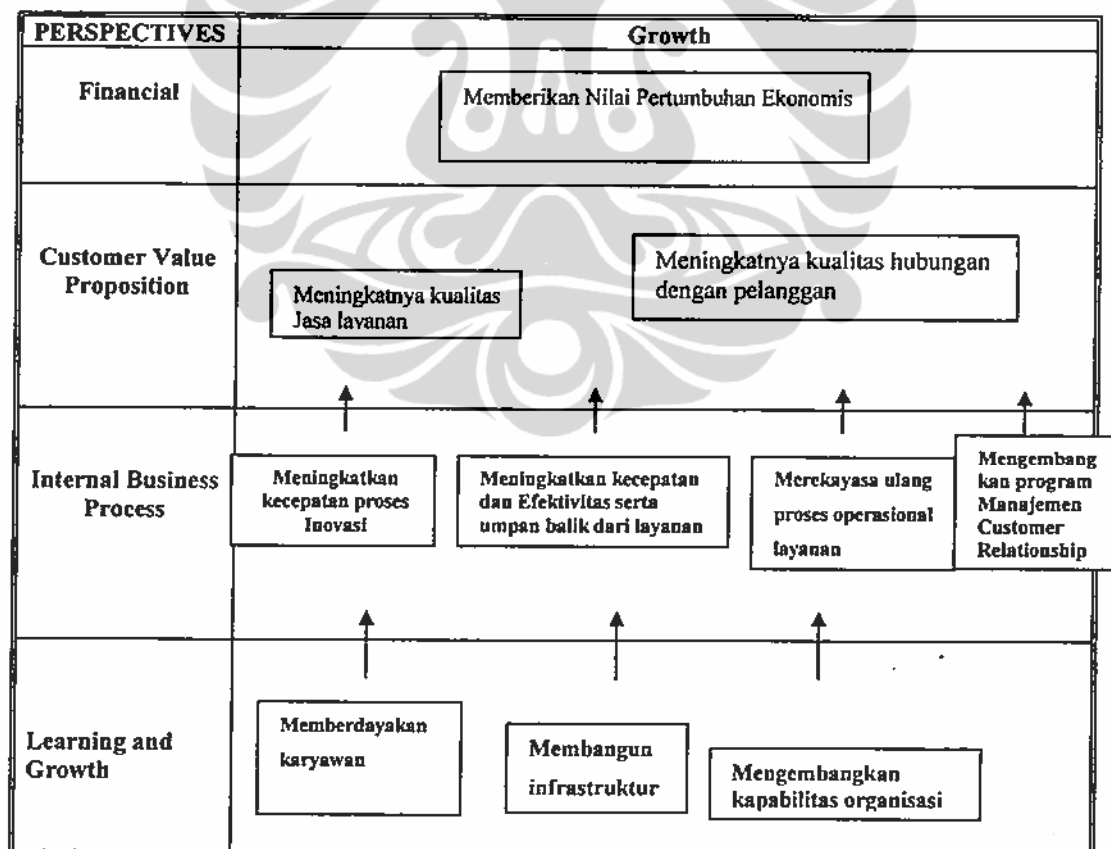 PERSPECTIVES
Growth
Financial
Memberikan Nilai Pertumbuhan Ekonomis
Customer Value
Proposition
Meningkatnya kualitas
Jasa layanan
Meningkatnya kualitas hubungan
dengan pelanggan
Internal Business
Process
Meningkatkan
kecepatan proses
Inovasi
Meningkatkan kecepatan
dan Efektivitas serta
umpan balik dari layanan
Merekayasa ulang
proses operasional
layanan
Mengembang
kan program
Manajemen
Customer
Relationship
Learning and
Growth
Memberdayakan
karyawan
Membangun
infrastruktur
Mengembangkan
kapabilitas organisasi